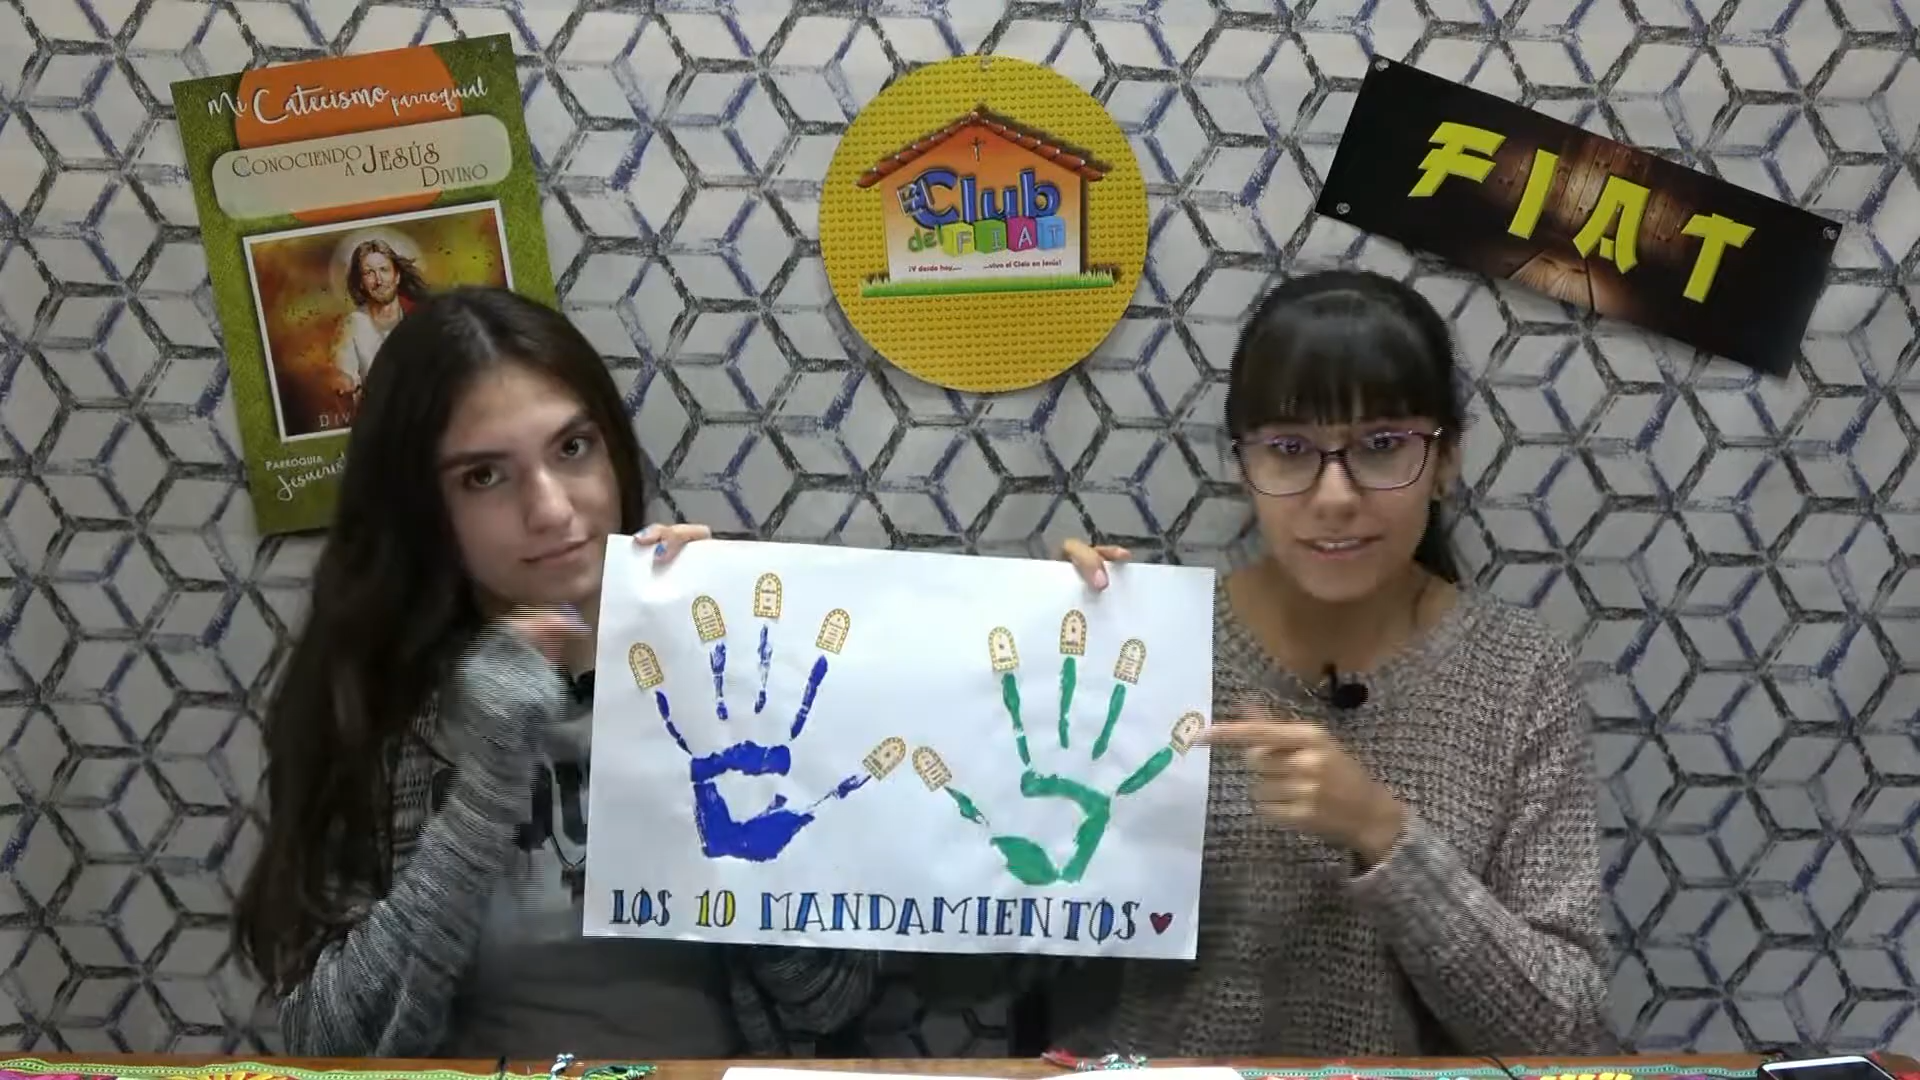 Mi Catecismo parroquial
CONOCIENDO
A JESÚS
DIVINO
DIV
PARROQUIA
El Club
del FIAT
¡Y desde hoy,... ...vivo el Cielo en Jesús!
FIAT
LOS 10 MANDAMIENTOS